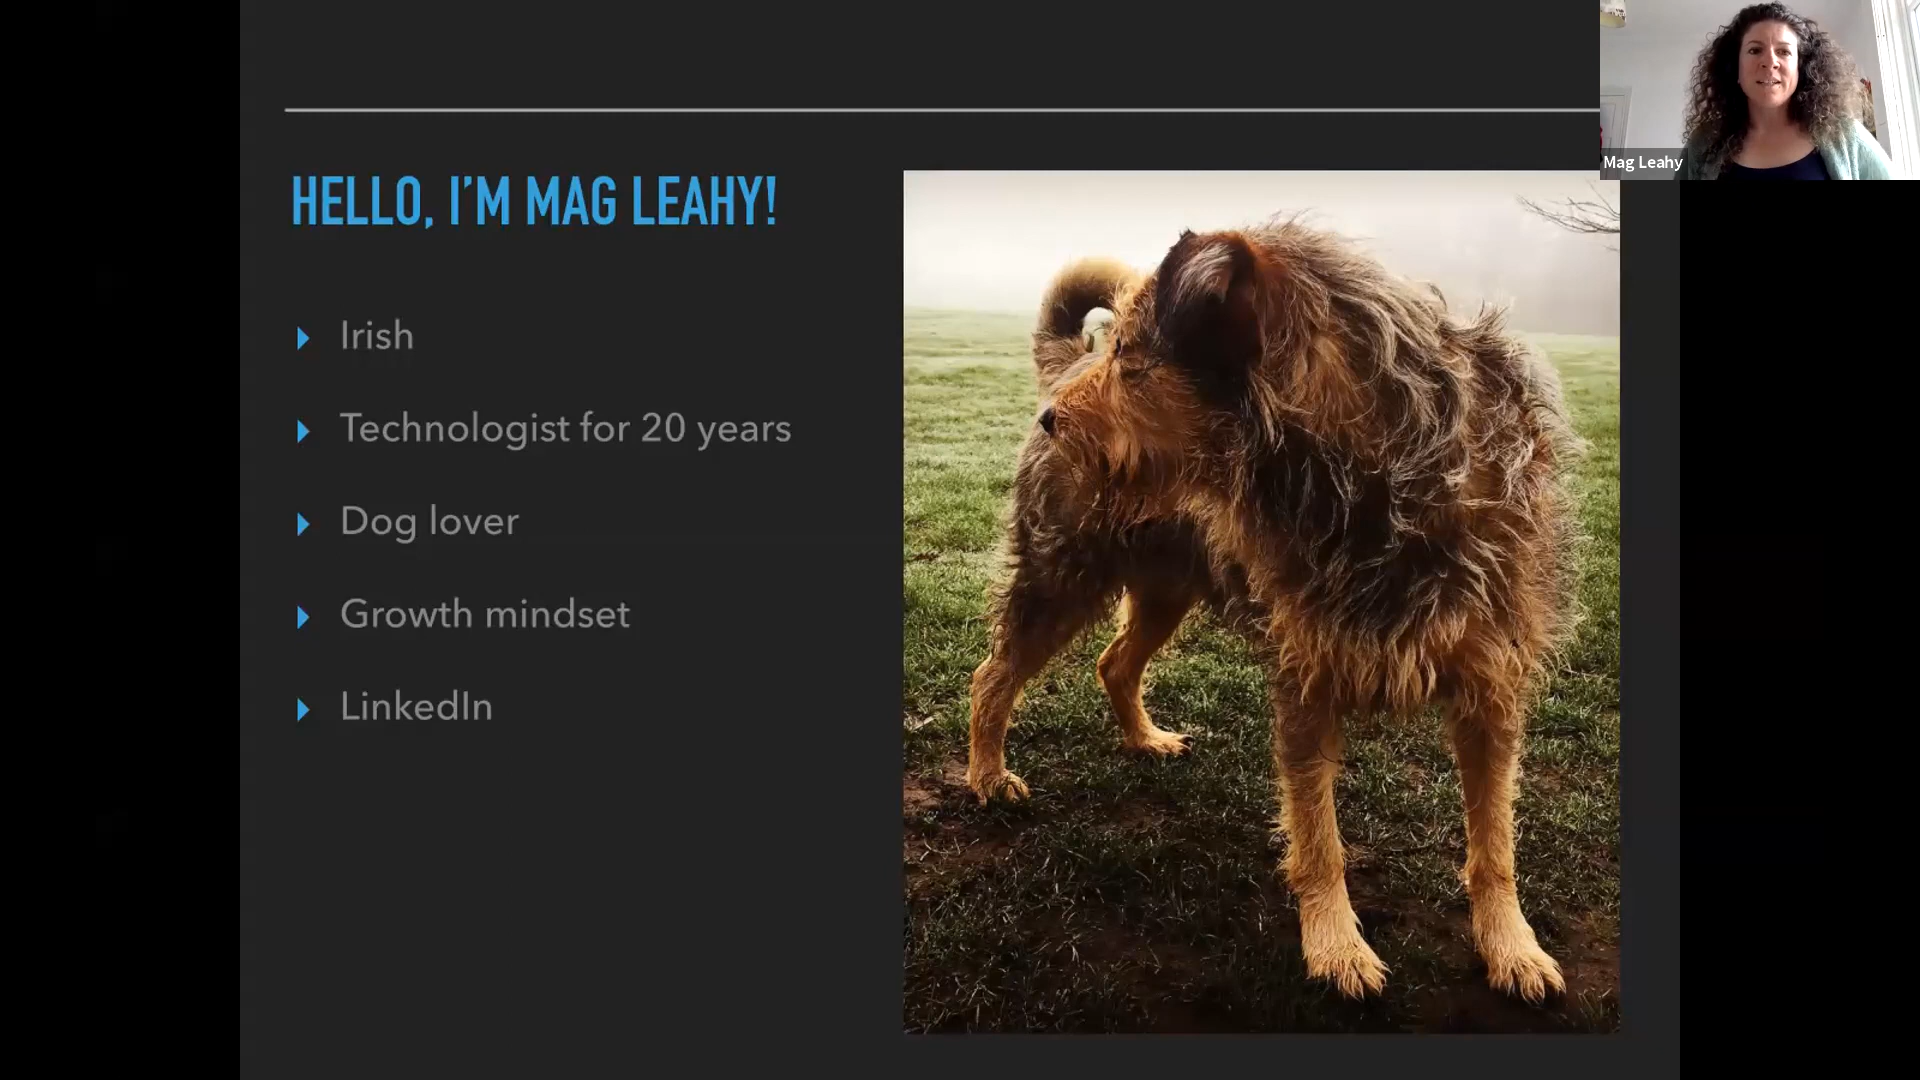 HELLO, I'M MAG LEAHY!
Irish
Technologist for 20 years
Dog lover
Growth mindset
LinkedIn
Mag Leahy